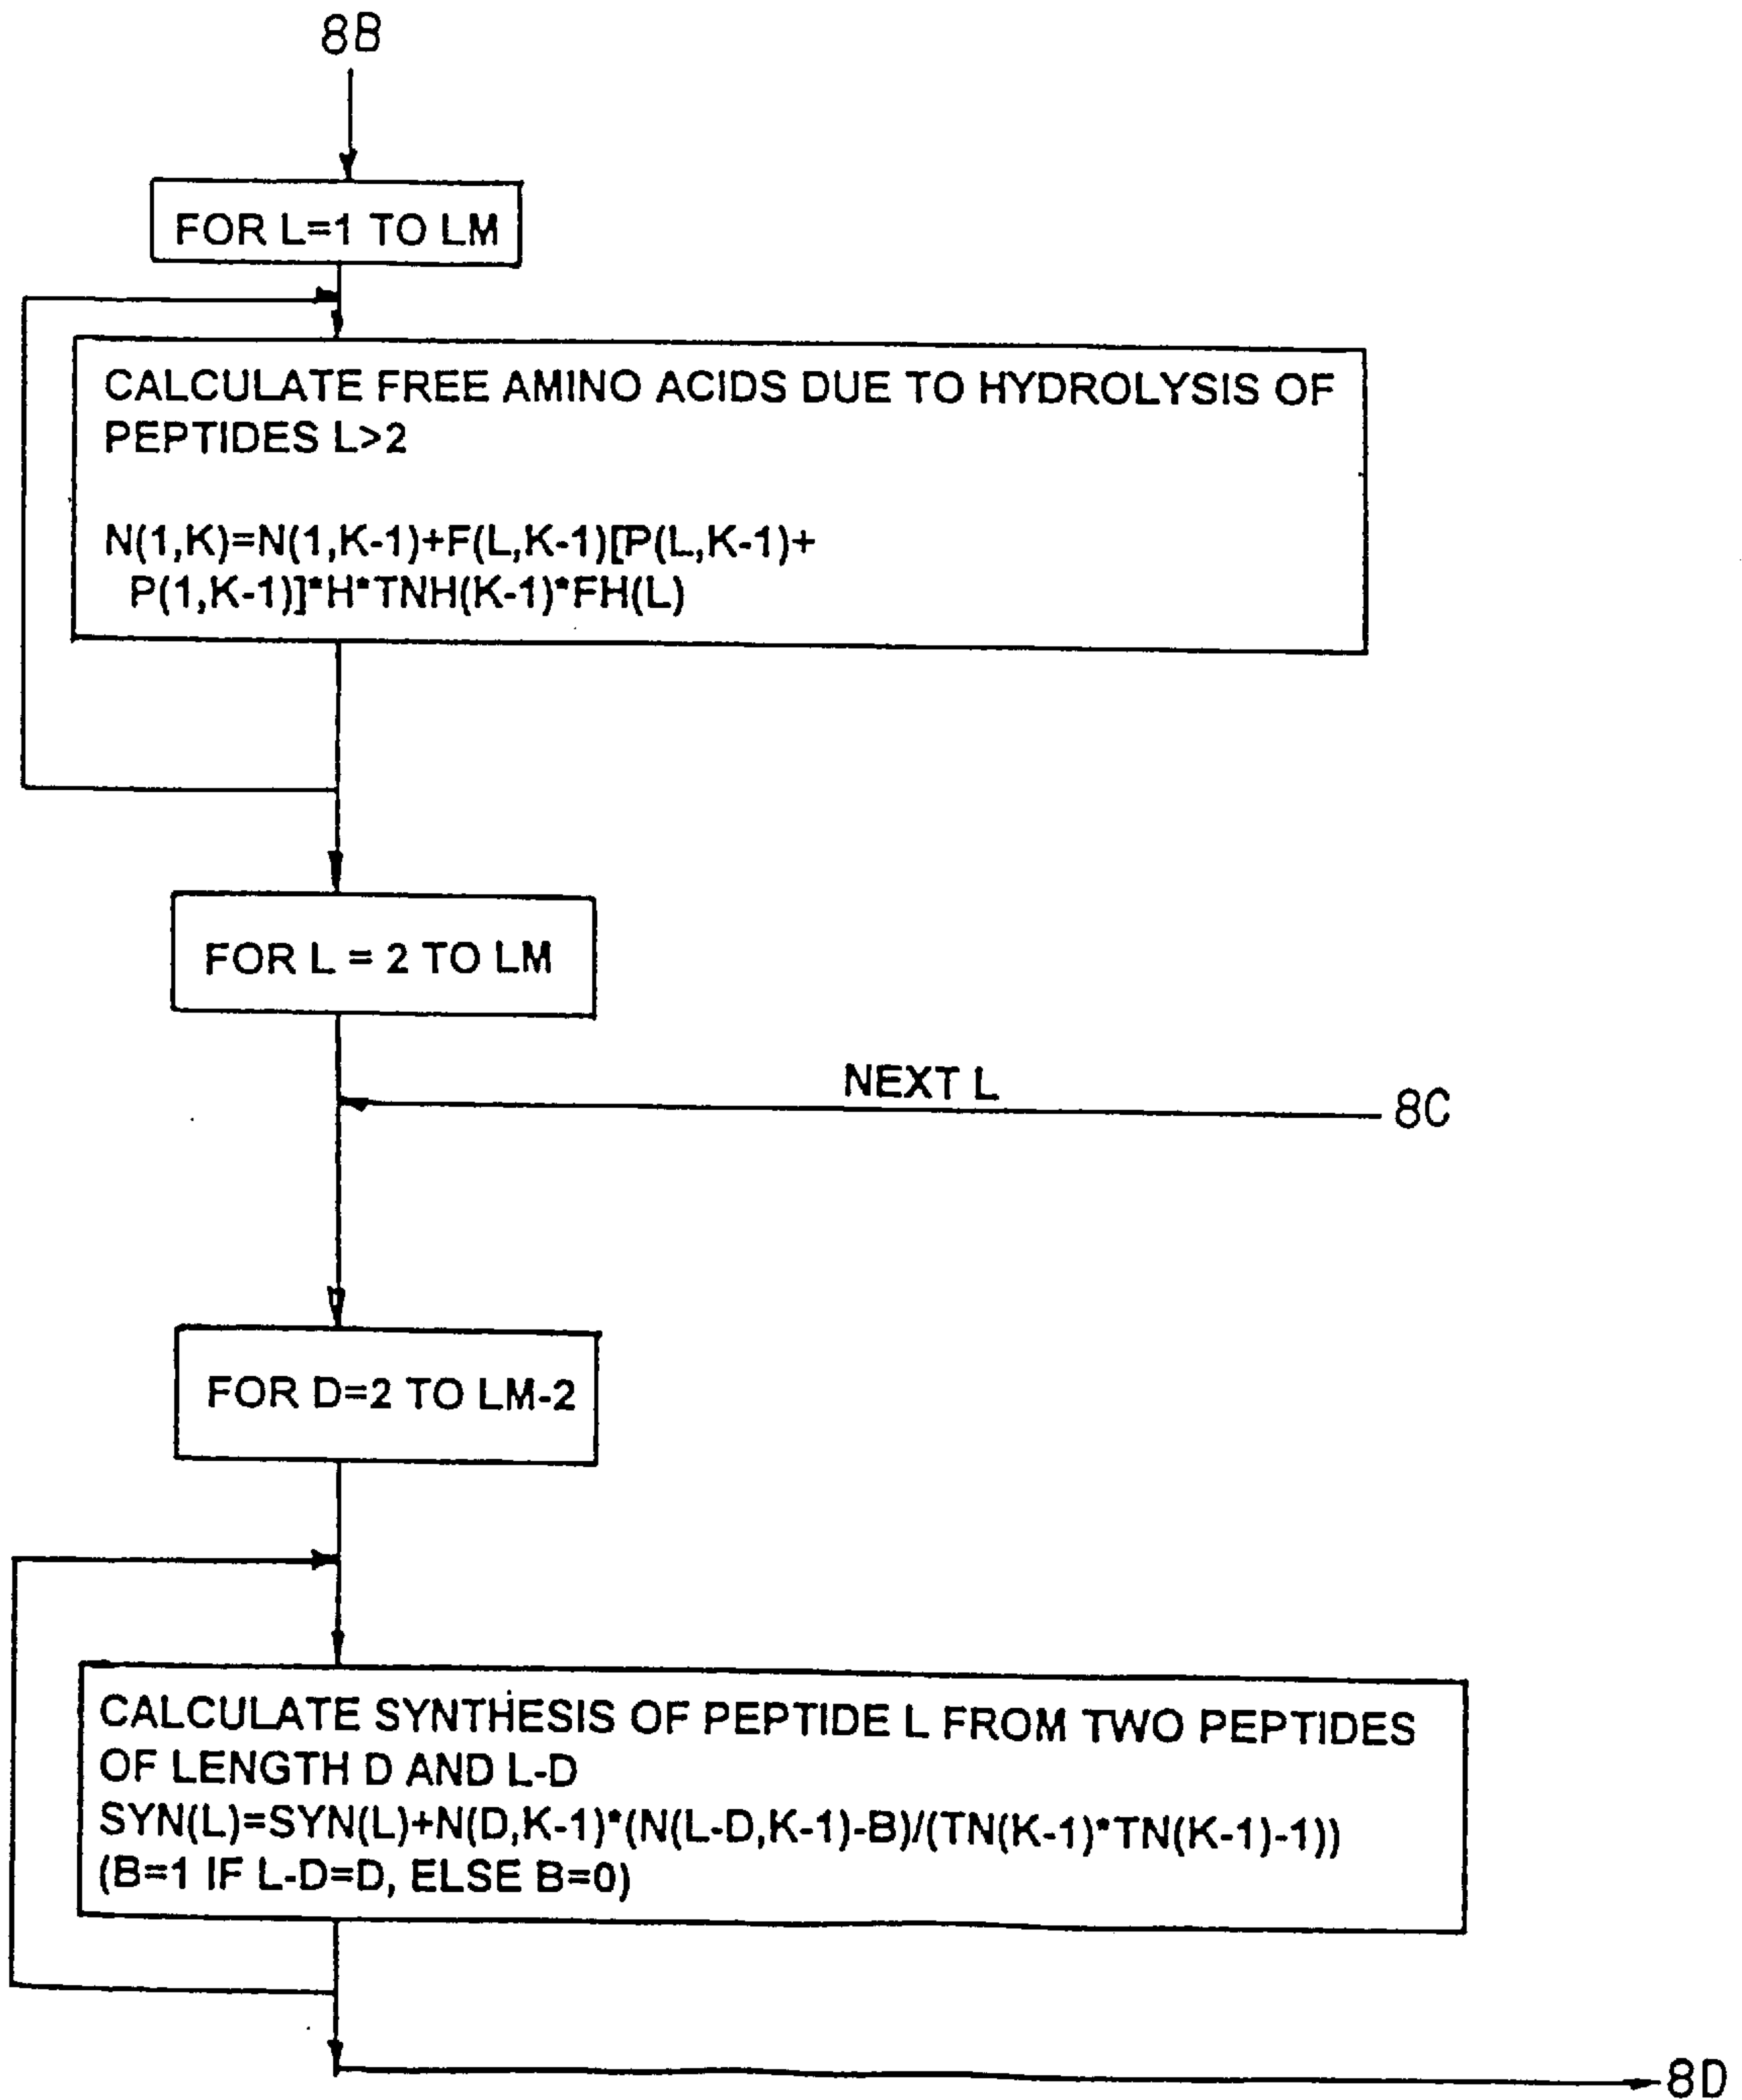 8B
FOR L=1 TO LM
CALCULATE FREE AMINO ACIDS DUE TO HYDROLYSIS OF
PEPTIDES L>2
N(1,K)=N(1,K-1)+F(L,K-1)[P(L,K-1)+
P(1,K-1)]*H*TNH(K-1)*FH(L)
FOR L = 2 TO LM
NEXT L
8C
FOR D=2 TO LM-2
CALCULATE SYNTHESIS OF PEPTIDE L FROM TWO PEPTIDES
OF LENGTH D AND L-D
SYN(L)=SYN(L)+N(D,K-1)*(N(L-D,K-1)-B)/(TN(K-1)*TN(K-1)-1))
(B=1 IF L-D=D, ELSE B=0)
8D